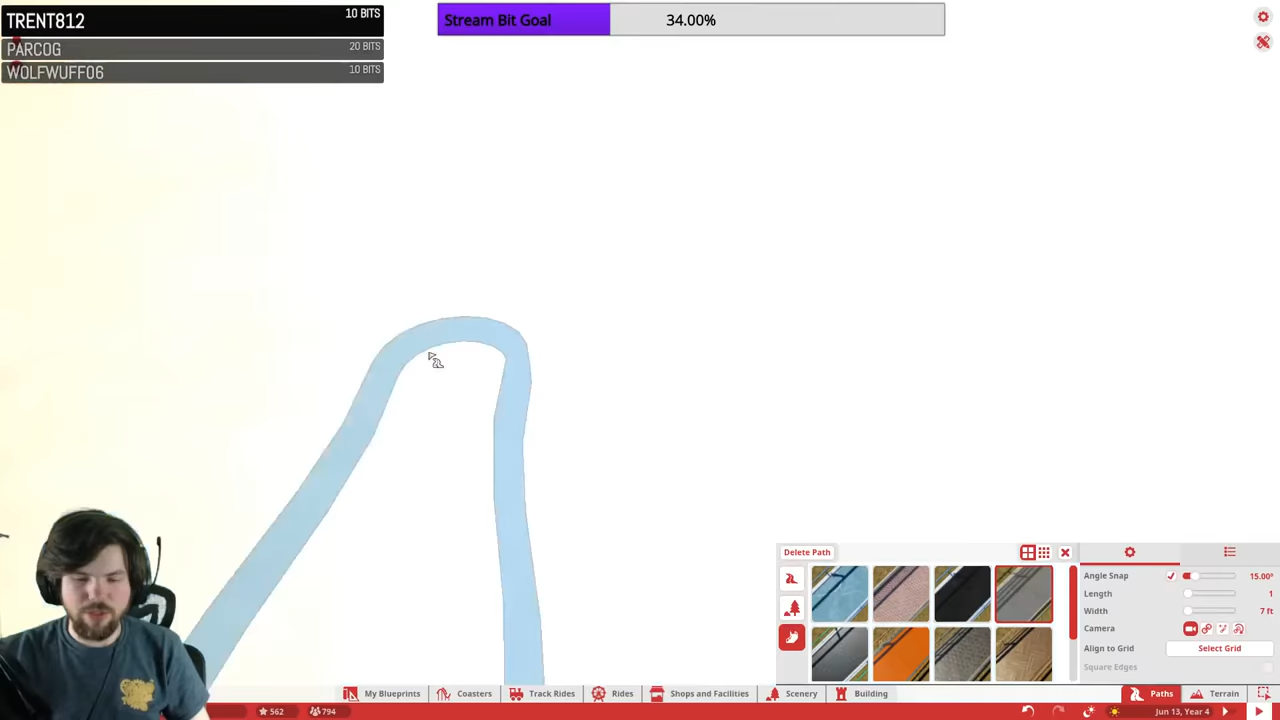 TRENT812 10 BITS
PARCOG 20 BITS
WOLFWUFF06 10 BITS
Stream Bit Goal 34.00%
Delete Path
Angle Snap 15.00°
Length 1
Width 7 ft
Camera
Align to Grid Select Grid
Square Edges
My Blueprints Coasters Track Rides Rides Shops and Facilities Scenery Building Paths Terrain
562 794 Jun 13, Year 4